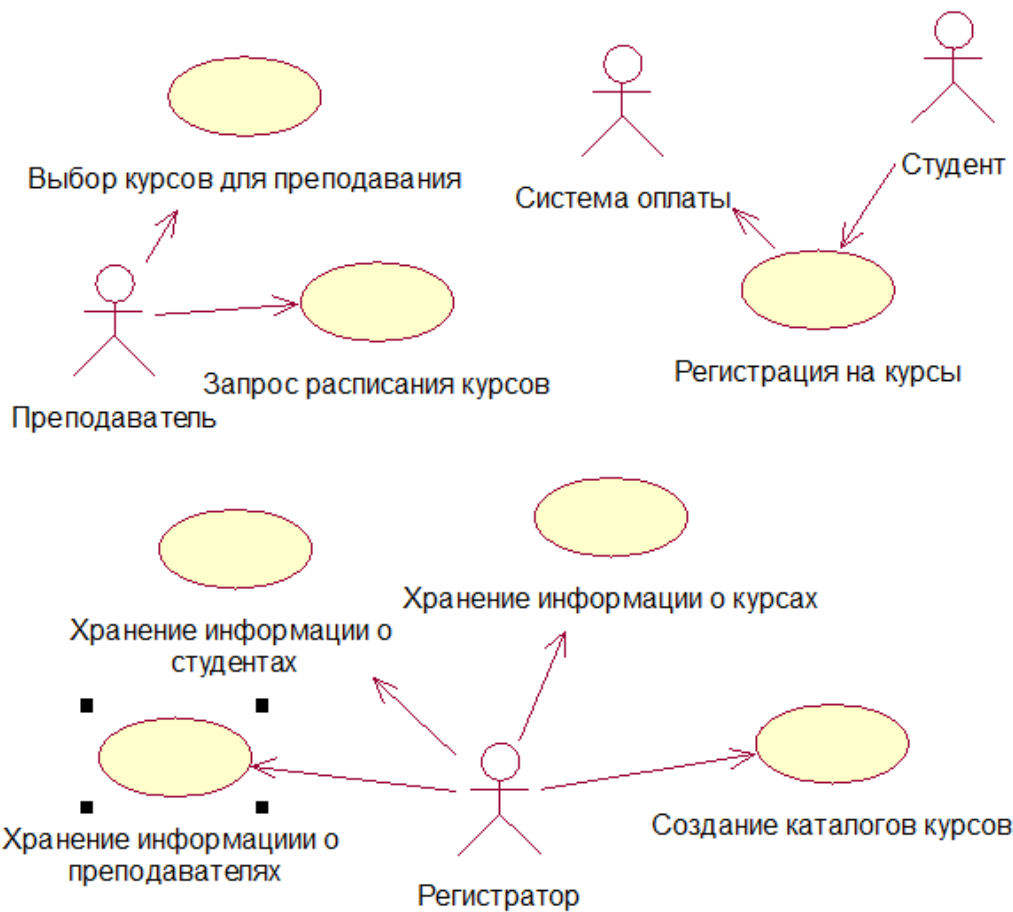 Выбор курсов для преподавания
Система оплаты
Студент
Запрос расписания курсов
Преподаватель
Регистрация на курсы
Хранение информации о
студентах
Хранение информации о курсах
Хранение информациии о
преподавателях
Регистратор
Создание каталогов курсов